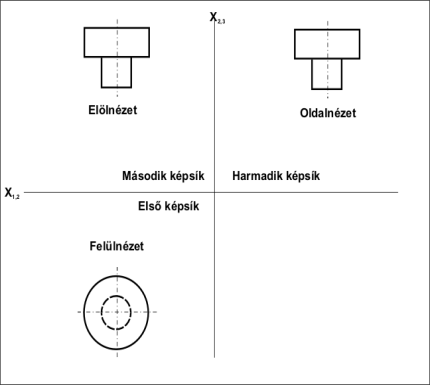 X2,3
Elölnézet
Oldalnézet
Második képsík
Harmadik képsík
X1,2
Első képsík
Felülnézet